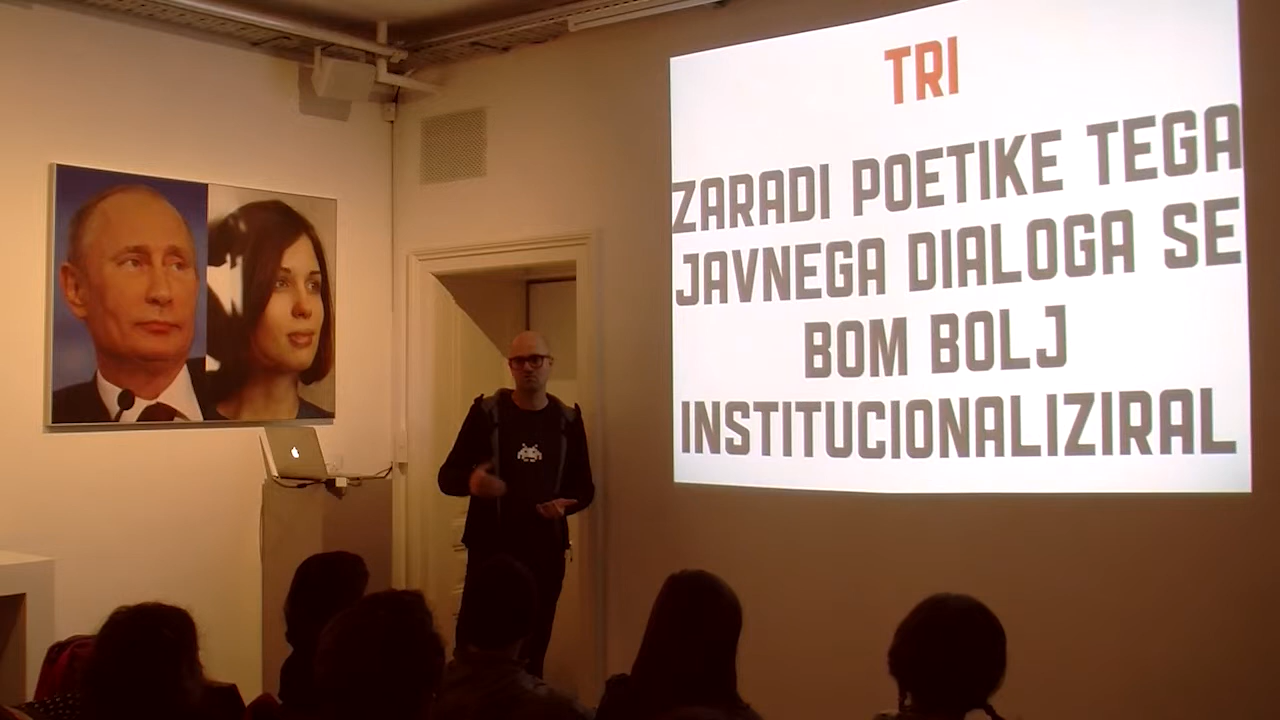 TRI
ZARADI POETIKE TEGA
JAVNEGA DIALOGA SE
BOM BOLJ
INSTITUCIONALIZIRAL